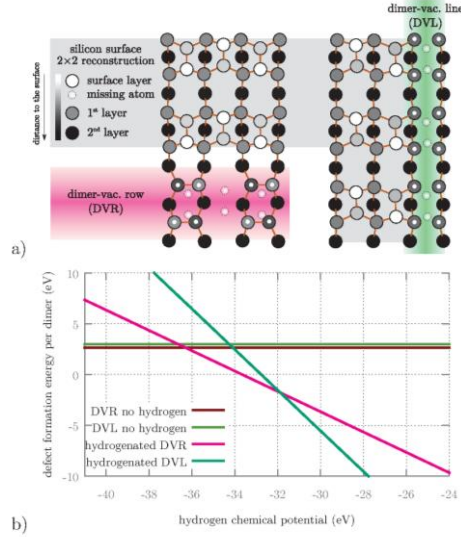 dimer-vac. line
(DVL)
silicon surface
2×2 reconstruction
surface layer
missing atom
1st layer
2nd layer
distance to the surface
dimer-vac. row
(DVR)
a)
defect formation energy per dimer (eV)
10
5
0
-5
-10
DVR no hydrogen
DVL no hydrogen
hydrogenated DVR
hydrogenated DVL
-40 -38 -36 -34 -32 -30 -28 -26 -24
hydrogen chemical potential (eV)
b)